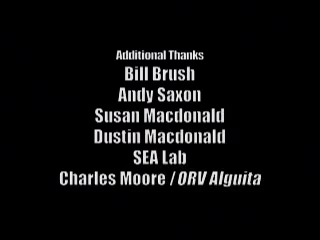 Additional Thanks
Bill Brush
Andy Saxon
Susan Macdonald
Dustin Macdonald
SEA Lab
Charles Moore / ORV Alguita